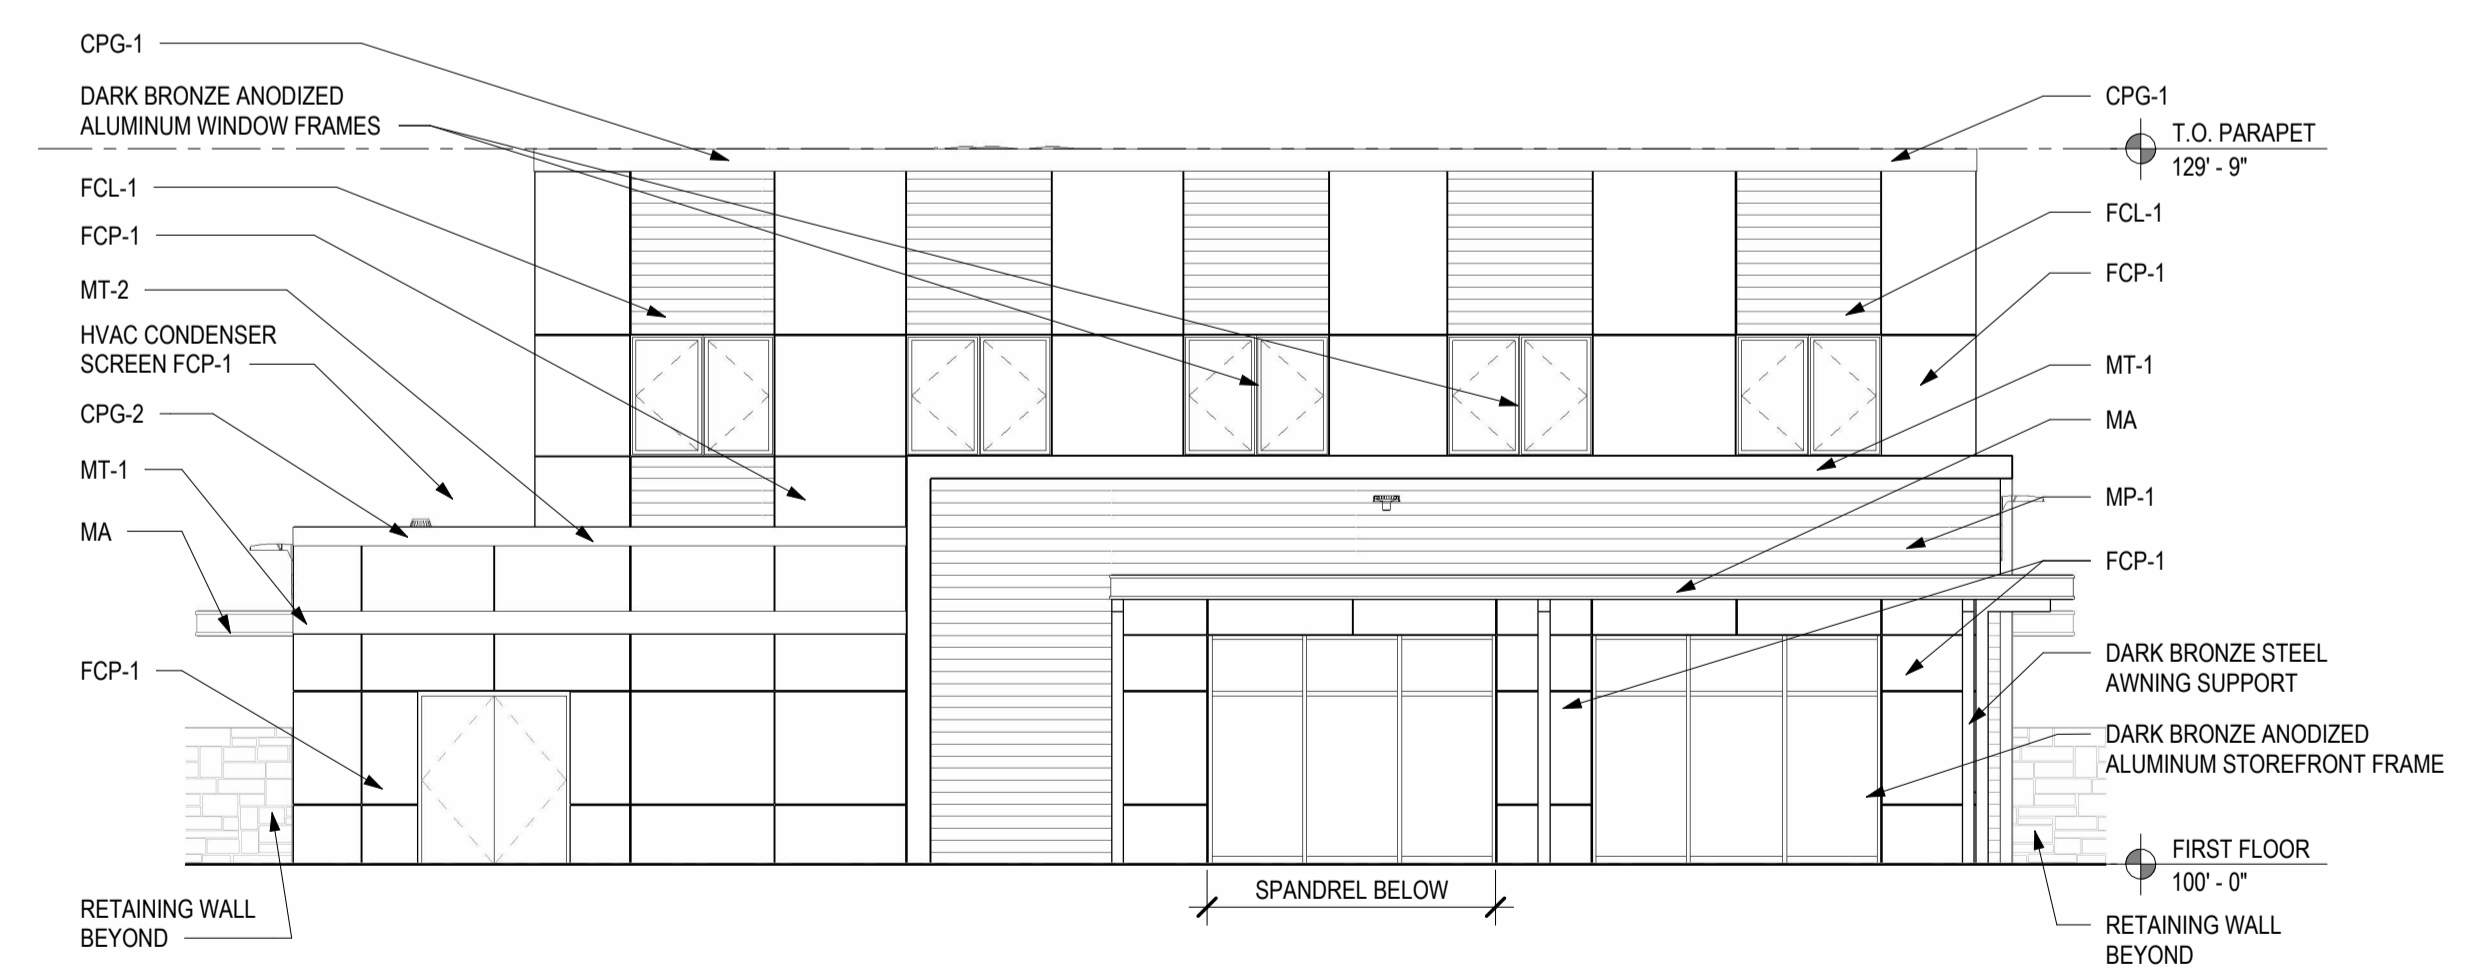 CPG-1
DARK BRONZE ANODIZED
ALUMINUM WINDOW FRAMES
FCL-1
FCP-1
MT-2
HVAC CONDENSER
SCREEN FCP-1
CPG-2
MT-1
MA
FCP-1
RETAINING WALL
BEYOND
SPANDREL BELOW
CPG-1
T.O. PARAPET
129' - 9"
FCL-1
FCP-1
MT-1
MA
MP-1
FCP-1
DARK BRONZE STEEL
AWNING SUPPORT
DARK BRONZE ANODIZED
ALUMINUM STOREFRONT FRAME
FIRST FLOOR
100' - 0"
RETAINING WALL
BEYOND